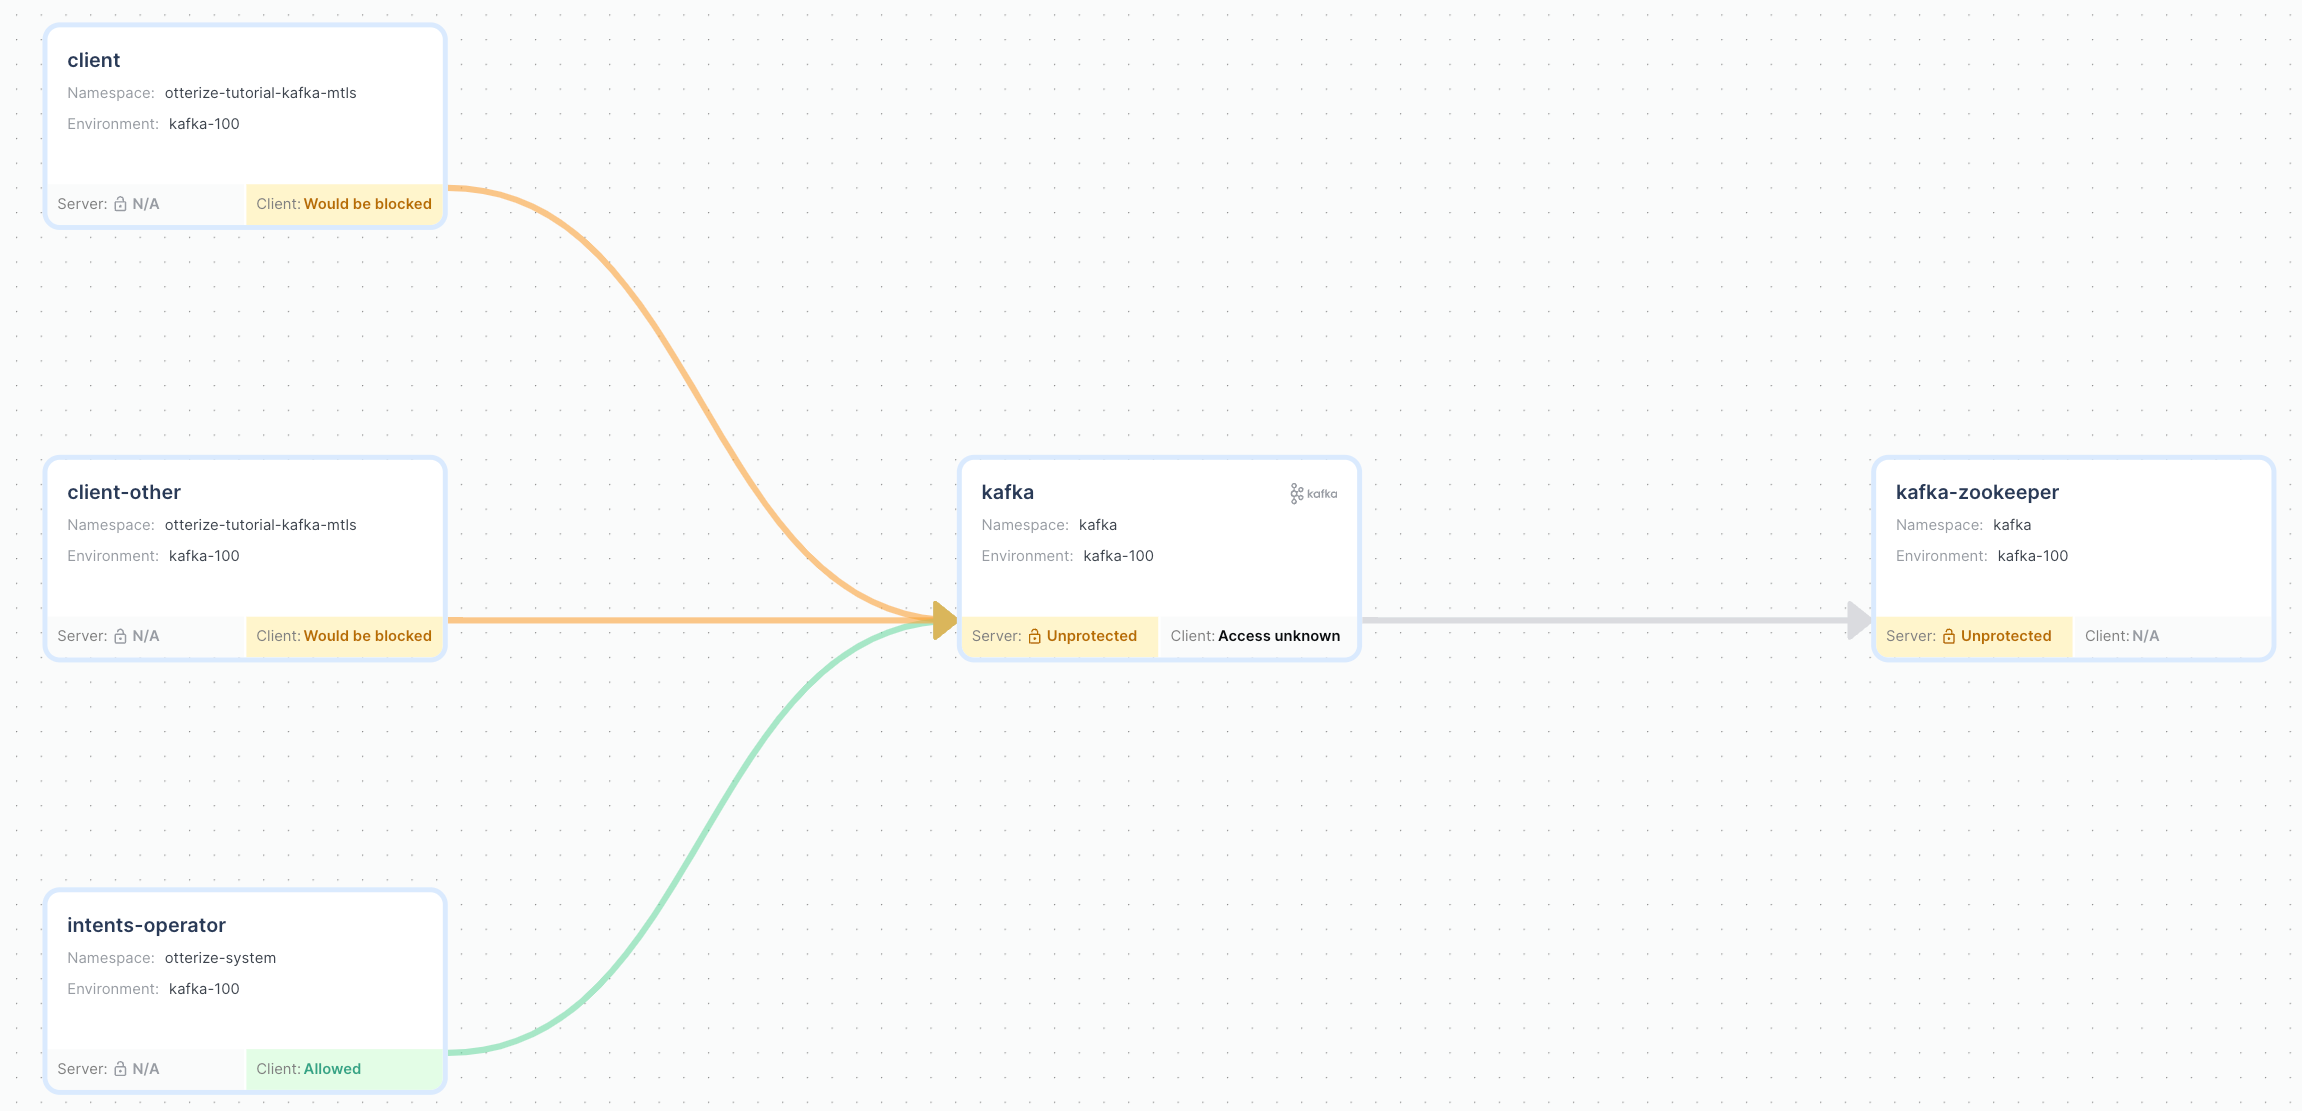 client
Namespace: otterize-tutorial-kafka-mtls
Environment: kafka-100
Server: N/A Client: Would be blocked
client-other
Namespace: otterize-tutorial-kafka-mtls
Environment: kafka-100
Server: N/A Client: Would be blocked
kafka kafka
Namespace: kafka
Environment: kafka-100
Server: Unprotected Client: Access unknown
kafka-zookeeper
Namespace: kafka
Environment: kafka-100
Server: Unprotected Client: N/A
intents-operator
Namespace: otterize-system
Environment: kafka-100
Server: N/A Client: Allowed